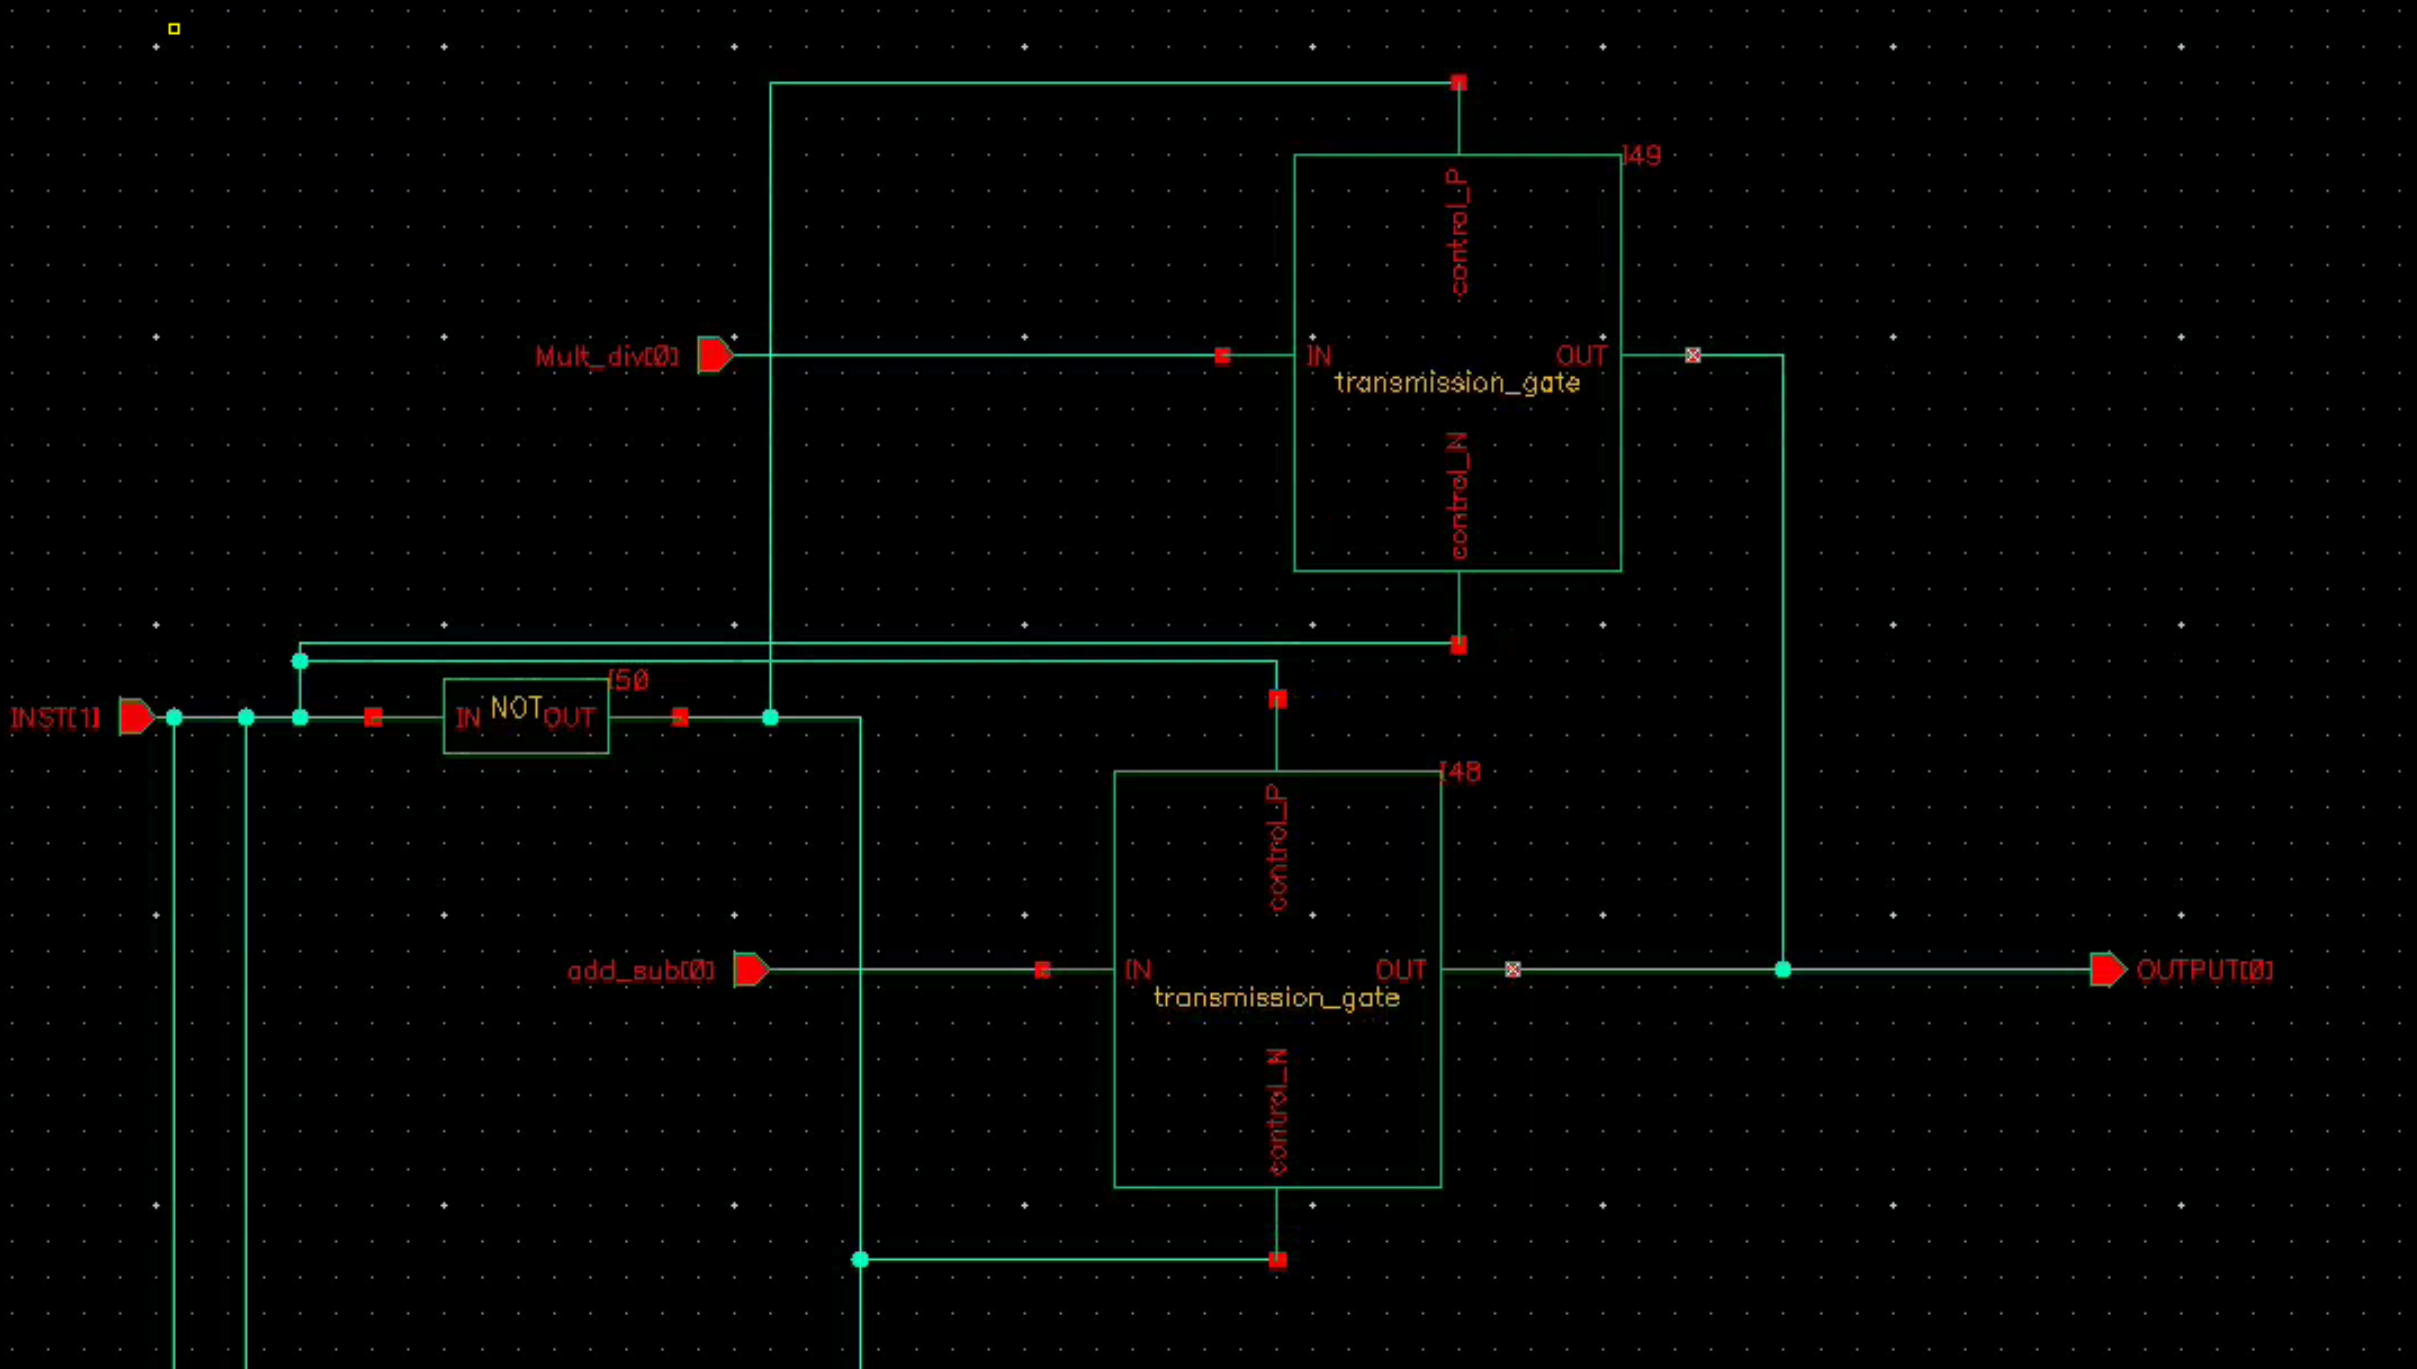 I49
control_P
Mult_div[0]
IN
OUT
transmission_gate
control_N
I50
INST[1]
IN
NOT
OUT
I48
control_P
add_sub[0]
IN
OUT
OUTPUT[0]
transmission_gate
control_N